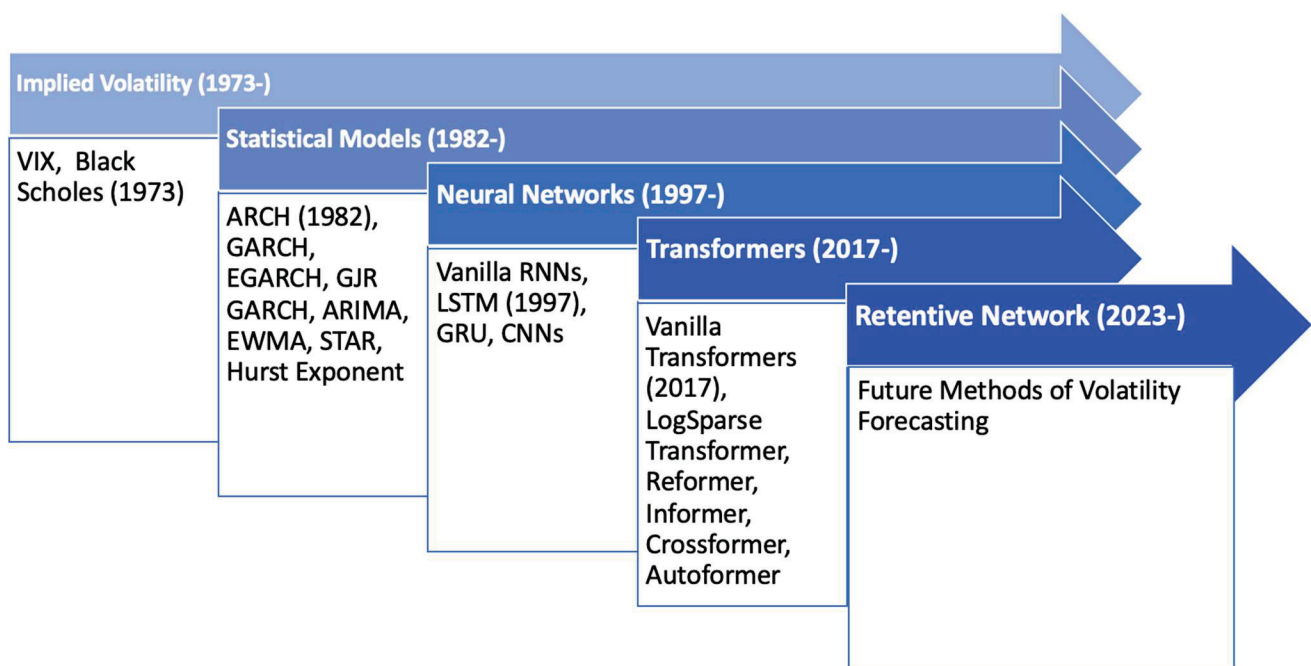 Implied Volatility (1973-)
VIX,  Black
Scholes (1973)
Statistical Models (1982-)
ARCH (1982),
GARCH,
EGARCH, GJR
GARCH, ARIMA,
EWMA, STAR,
Hurst Exponent
Neural Networks (1997-)
Vanilla RNNs,
LSTM (1997),
GRU, CNNs
Transformers (2017-)
Vanilla
Transformers
(2017),
LogSparse
Transformer,
Reformer,
Informer,
Crossformer,
Autoformer
Retentive Network (2023-)
Future Methods of Volatility
Forecasting